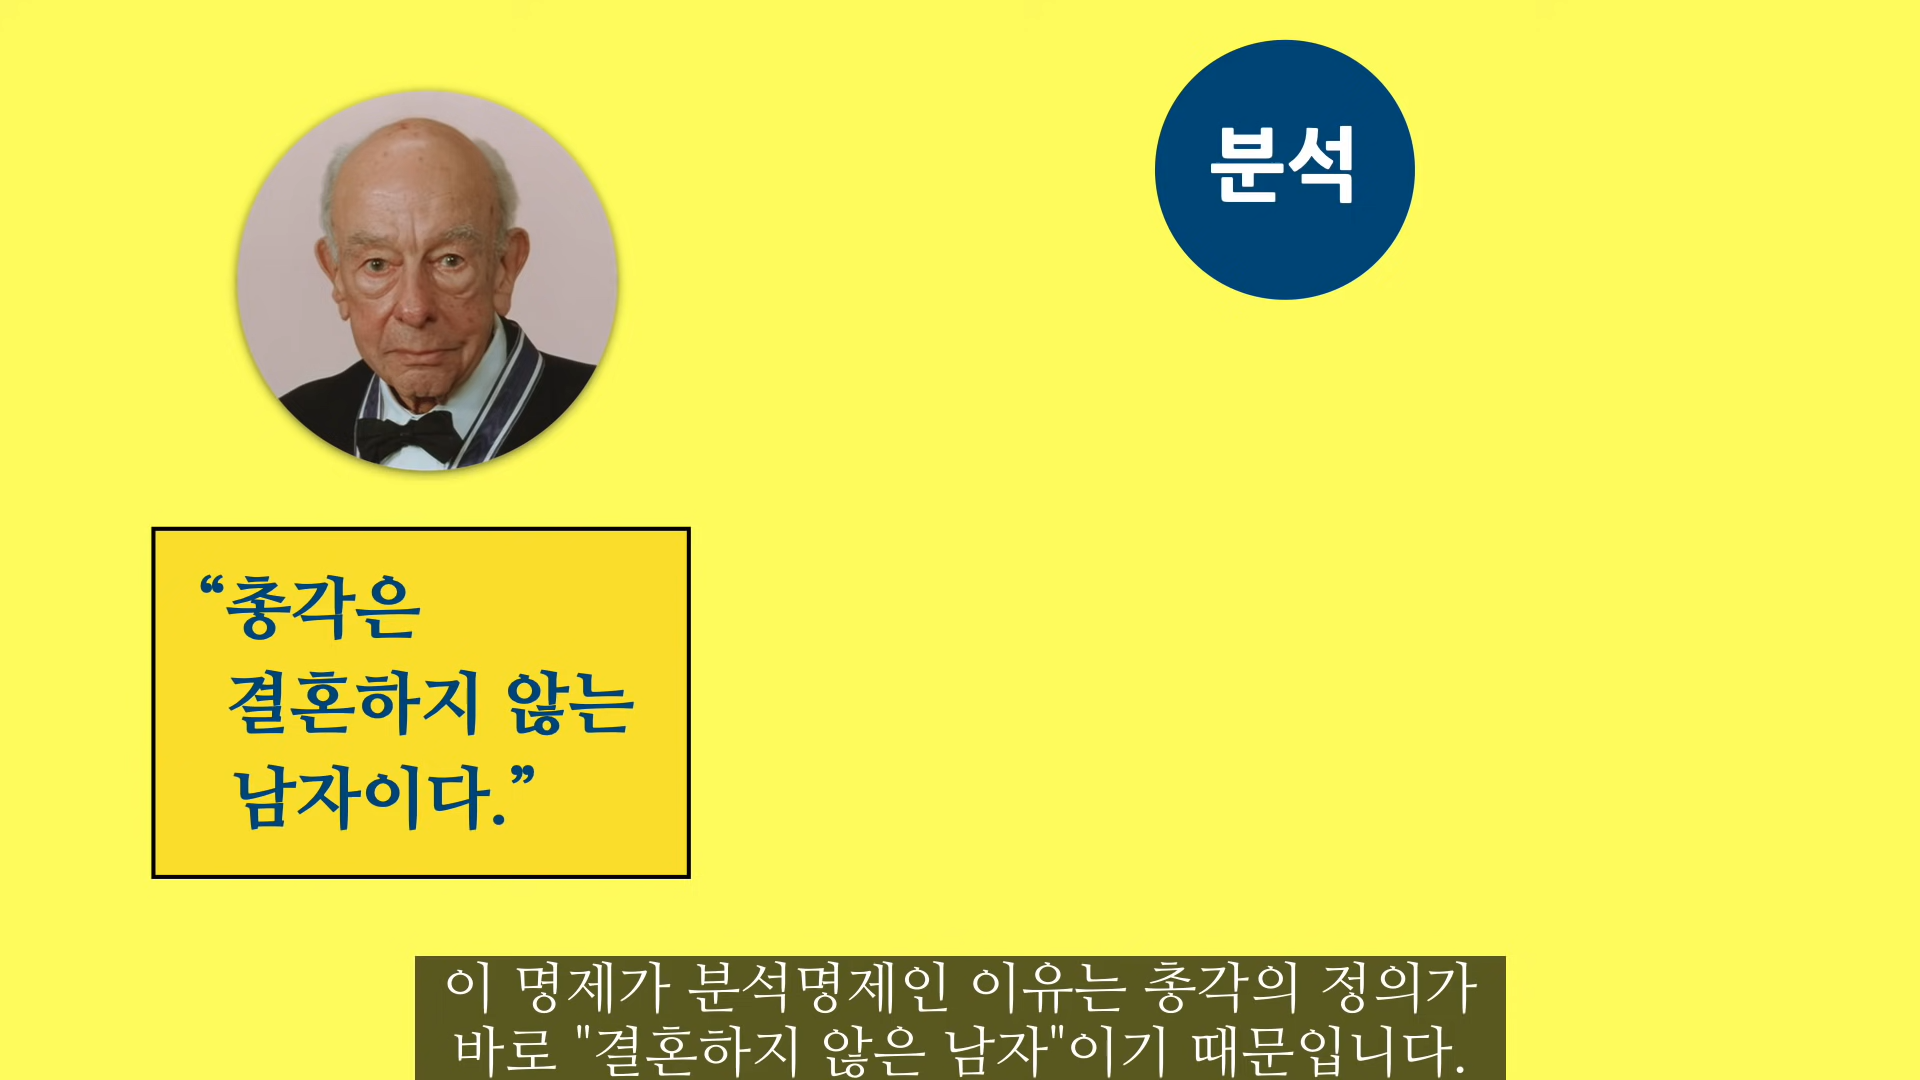 분석
“총각은
결혼하지 않는
남자이다.”
이 명제가 분석명제인 이유는 총각의 정의가
바로 "결혼하지 않은 남자"이기 때문입니다.